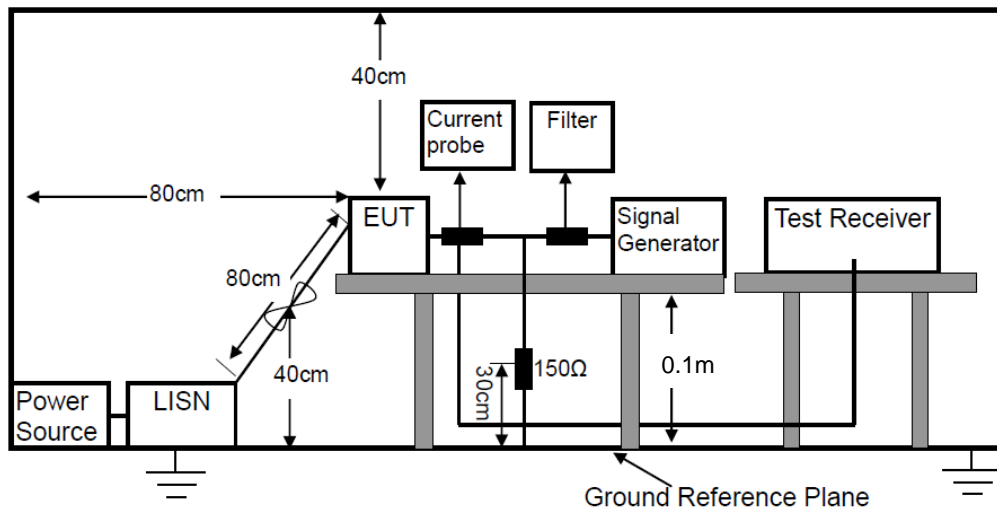 40cm
Current
probe
Filter
80cm
EUT
Signal
Generator
Test Receiver
80cm
40cm
30cm
150Ω
0.1m
Power
Source
LISN
Ground Reference Plane